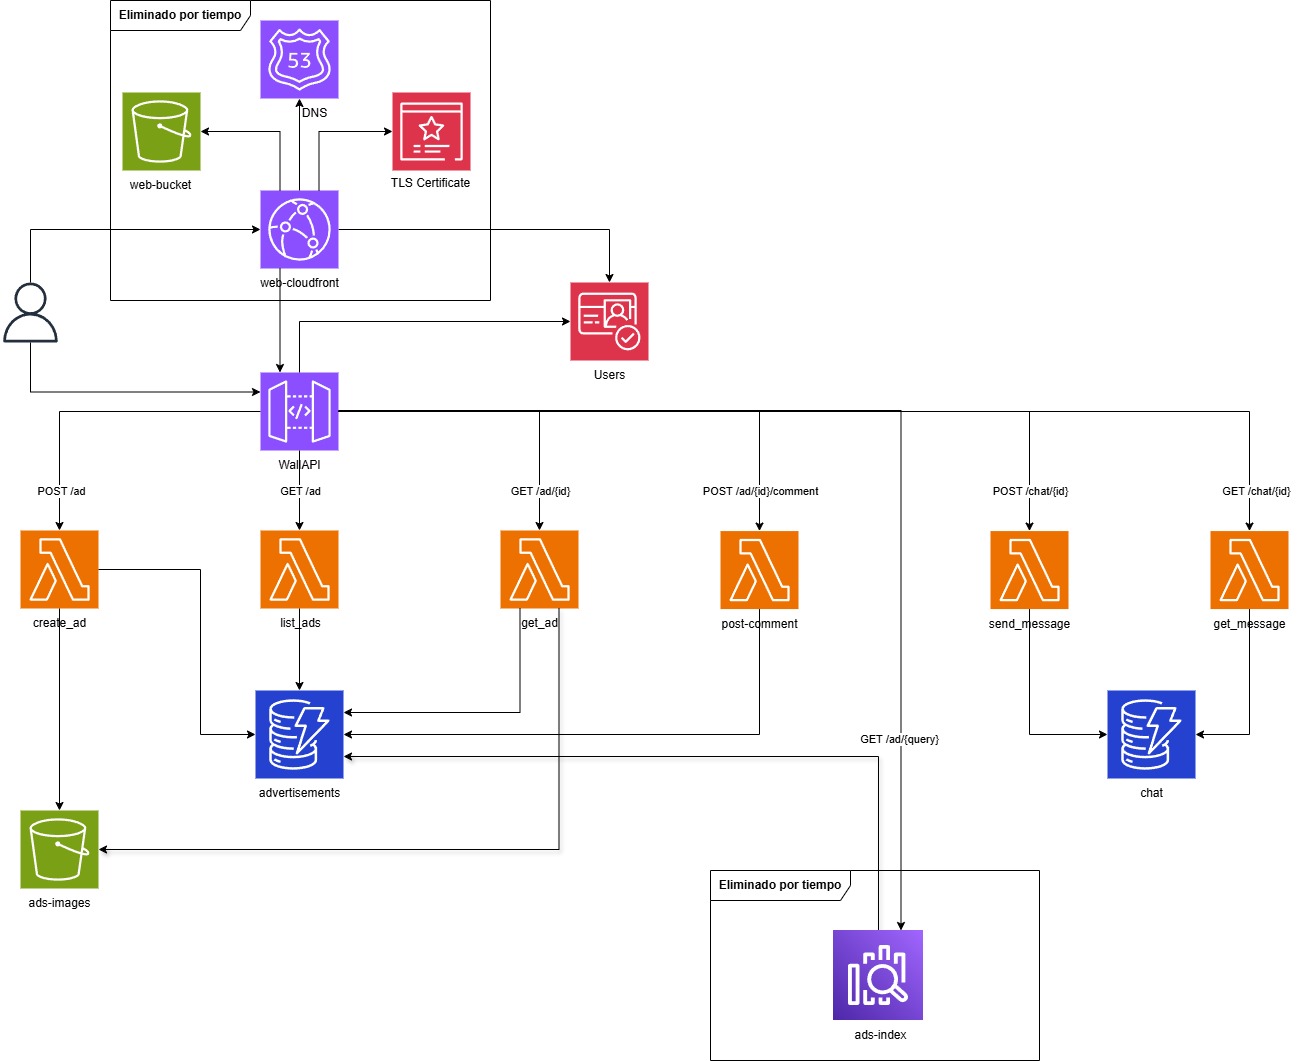 Eliminado por tiempo
53
DNS
web-bucket
TLS Certificate
web-cloudfront
Users
WallAPI
POST /ad
GET /ad
GET /ad/{id}
POST /ad/{id}/comment
POST /chat/{id}
GET /chat/{id}
create_ad
list_ads
get_ad
post-comment
send_message
get_message
GET /ad/{query}
advertisements
chat
Eliminado por tiempo
ads-images
ads-index